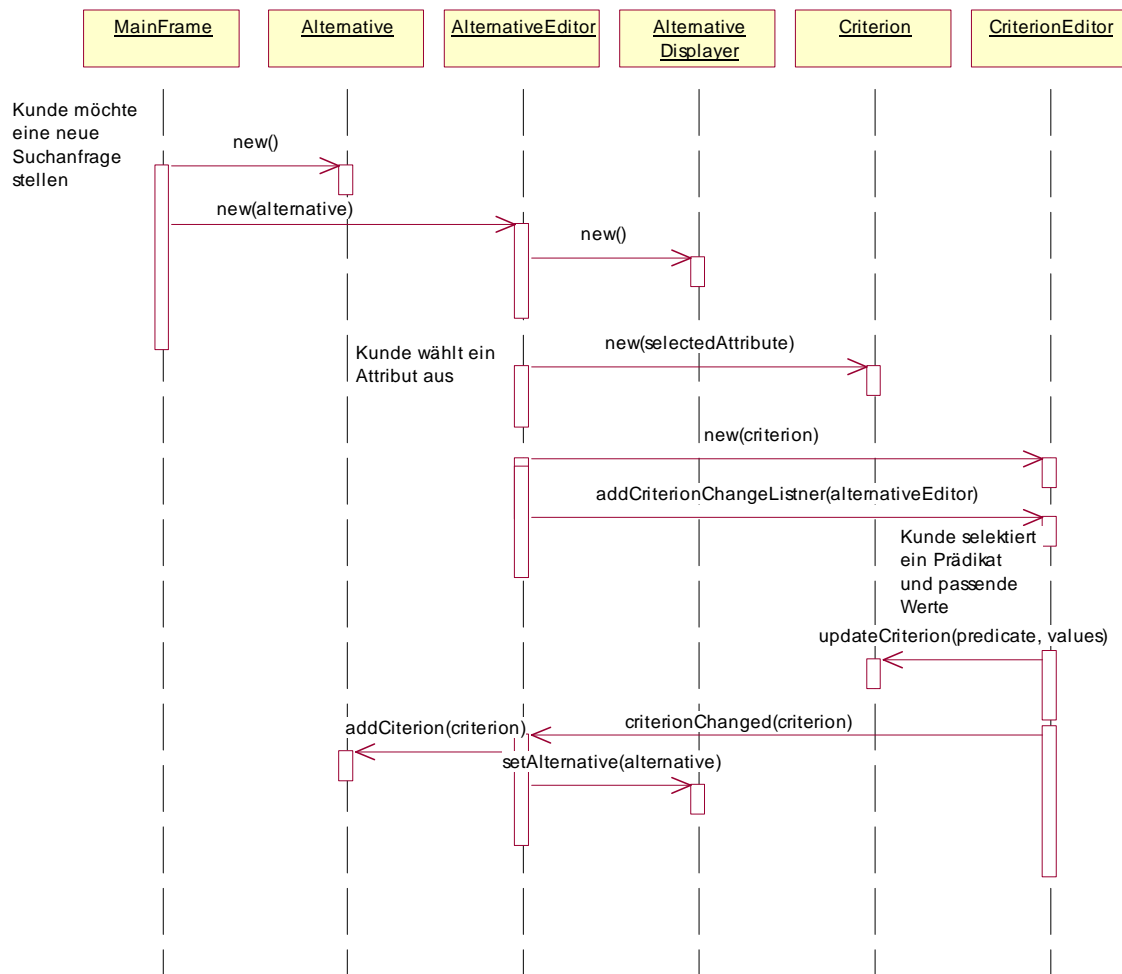 MainFrame
Alternative
AlternativeEditor
Alternative
Displayer
Criterion
CriterionEditor
Kunde möchte
eine neue
Suchanfrage
stellen
new()
new(alternative)
new()
Kunde wählt ein
Attribut aus
new(selectedAttribute)
new(criterion)
addCriterionChangeListner(alternativeEditor)
Kunde selektiert
ein Prädikat
und passende
Werte
updateCriterion(predicate, values)
criterionChanged(criterion)
addCiterion(criterion)
setAlternative(alternative)